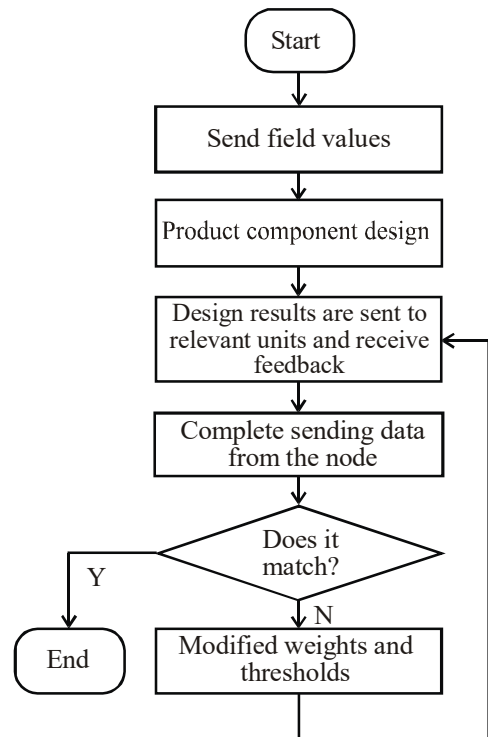 Start
Send field values
Product component design
Design results are sent to
relevant units and receive
feedback
Complete sending data
from the node
Does it
match?
Y
N
End
Modified weights and
thresholds